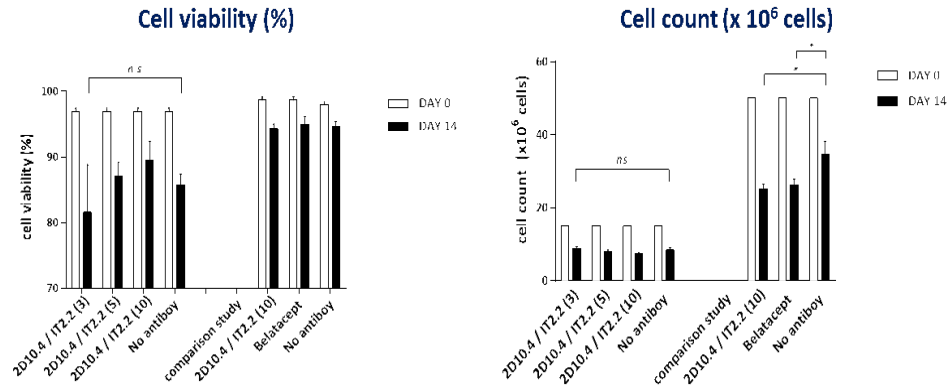 Cell viability (%)
ns
100
90
80
70
cell viability (%)
DAY 0
DAY 14
2D10.4 / IT2.2 (3)
2D10.4 / IT2.2 (5)
2D10.4 / IT2.2 (10)
No antiboy
comparison study
2D10.4 / IT2.2 (10)
Belatacept
No antiboy
Cell count (x 10⁶ cells)
*
*
ns
60
40
20
0
cell count (x10⁶ cells)
DAY 0
DAY 14
2D10.4 / IT2.2 (3)
2D10.4 / IT2.2 (5)
2D10.4 / IT2.2 (10)
No antiboy
comparison study
2D10.4 / IT2.2 (10)
Belatacept
No antiboy